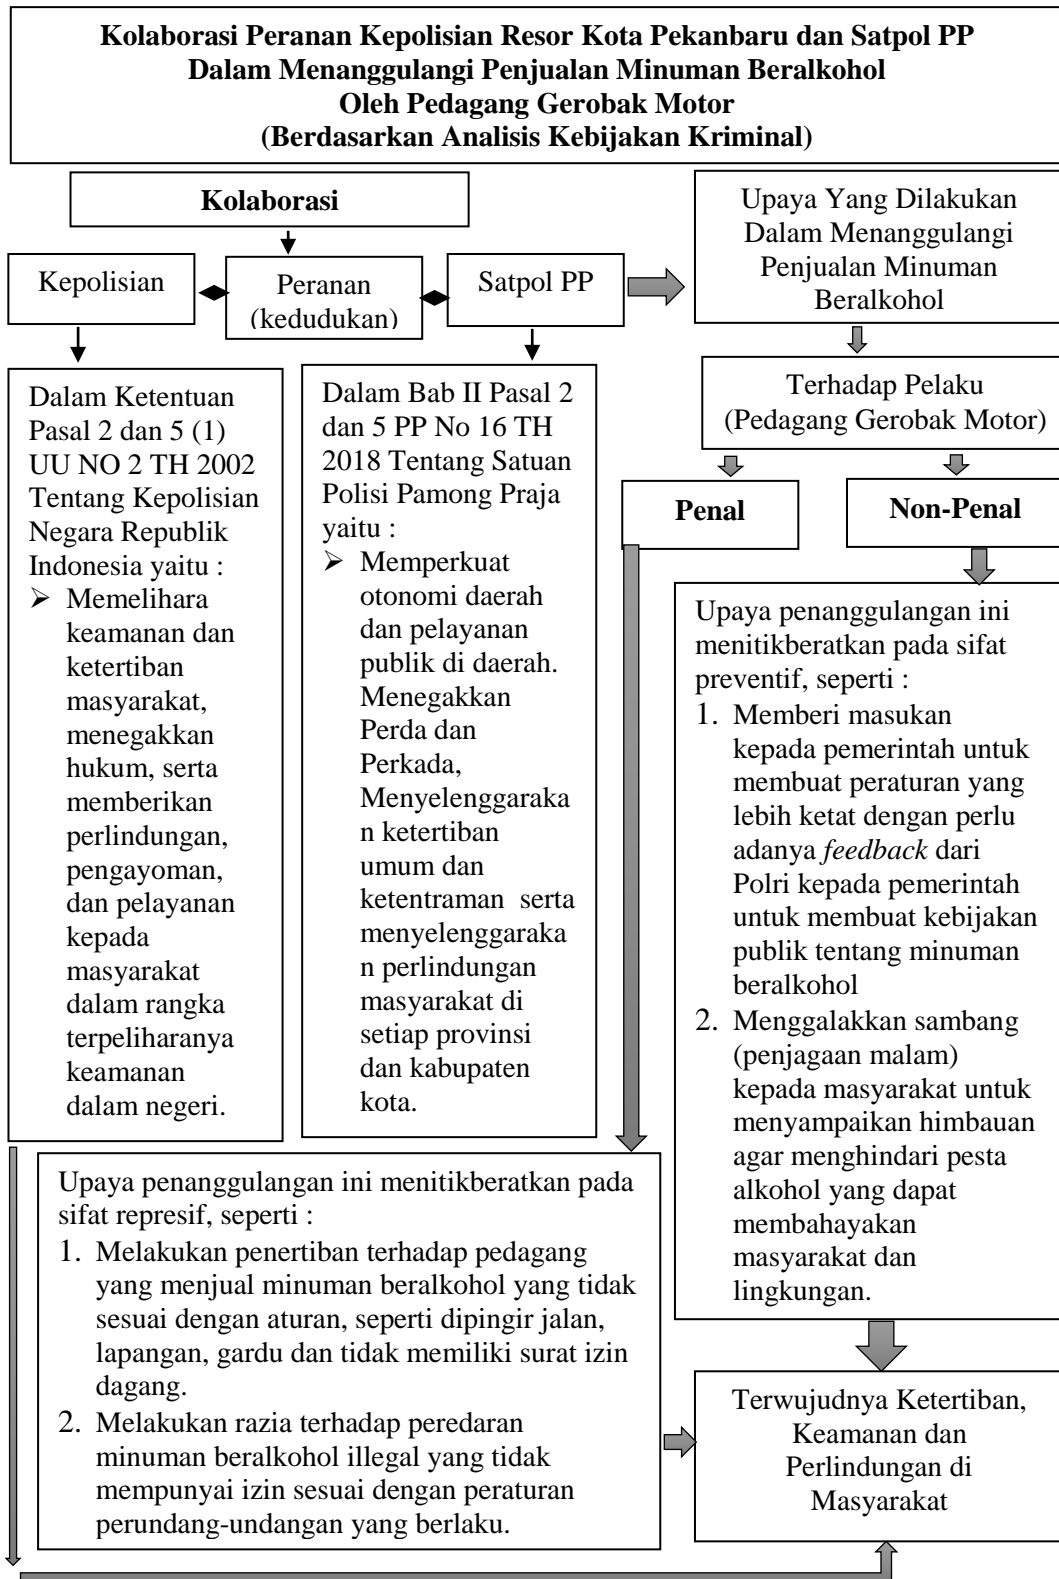 Kolaborasi Peranan Kepolisian Resor Kota Pekanbaru dan Satpol PP
Dalam Menanggulangi Penjualan Minuman Beralkohol
Oleh Pedagang Gerobak Motor
(Berdasarkan Analisis Kebijakan Kriminal)
Kolaborasi
Kepolisian
Peranan
(kedudukan)
Satpol PP
Upaya Yang Dilakukan
Dalam Menanggulangi
Penjualan Minuman
Beralkohol
Terhadap Pelaku
(Pedagang Gerobak Motor)
Penal
Non-Penal
Dalam Ketentuan
Pasal 2 dan 5 (1)
UU NO 2 TH 2002
Tentang Kepolisian
Negara Republik
Indonesia yaitu :
➢ Memelihara
keamanan dan
ketertiban
masyarakat,
menegakkan
hukum, serta
memberikan
perlindungan,
pengayoman,
dan pelayanan
kepada
masyarakat
dalam rangka
terpeliharanya
keamanan
dalam negeri.
Dalam Bab II Pasal 2
dan 5 PP No 16 TH
2018 Tentang Satuan
Polisi Pamong Praja
yaitu :
➢ Memperkuat
otonomi daerah
dan pelayanan
publik di daerah.
Menegakkan
Perda dan
Perkada,
Menyelenggaraka
n ketertiban
umum dan
ketentraman serta
menyelenggaraka
n perlindungan
masyarakat di
setiap provinsi
dan kabupaten
kota.
Upaya penanggulangan ini
menitikberatkan pada sifat
preventif, seperti :
1. Memberi masukan
kepada pemerintah untuk
membuat peraturan yang
lebih ketat dengan perlu
adanya feedback dari
Polri kepada pemerintah
untuk membuat kebijakan
publik tentang minuman
beralkohol
2. Menggalakkan sambang
(penjagaan malam)
kepada masyarakat untuk
menyampaikan himbauan
agar menghindari pesta
alkohol yang dapat
membahayakan
masyarakat dan
lingkungan.
Upaya penanggulangan ini menitikberatkan pada
sifat represif, seperti :
1. Melakukan penertiban terhadap pedagang
yang menjual minuman beralkohol yang tidak
sesuai dengan aturan, seperti dipingir jalan,
lapangan, gardu dan tidak memiliki surat izin
dagang.
2. Melakukan razia terhadap peredaran
minuman beralkohol illegal yang tidak
mempunyai izin sesuai dengan peraturan
perundang-undangan yang berlaku.
Terwujudnya Ketertiban,
Keamanan dan
Perlindungan di
Masyarakat